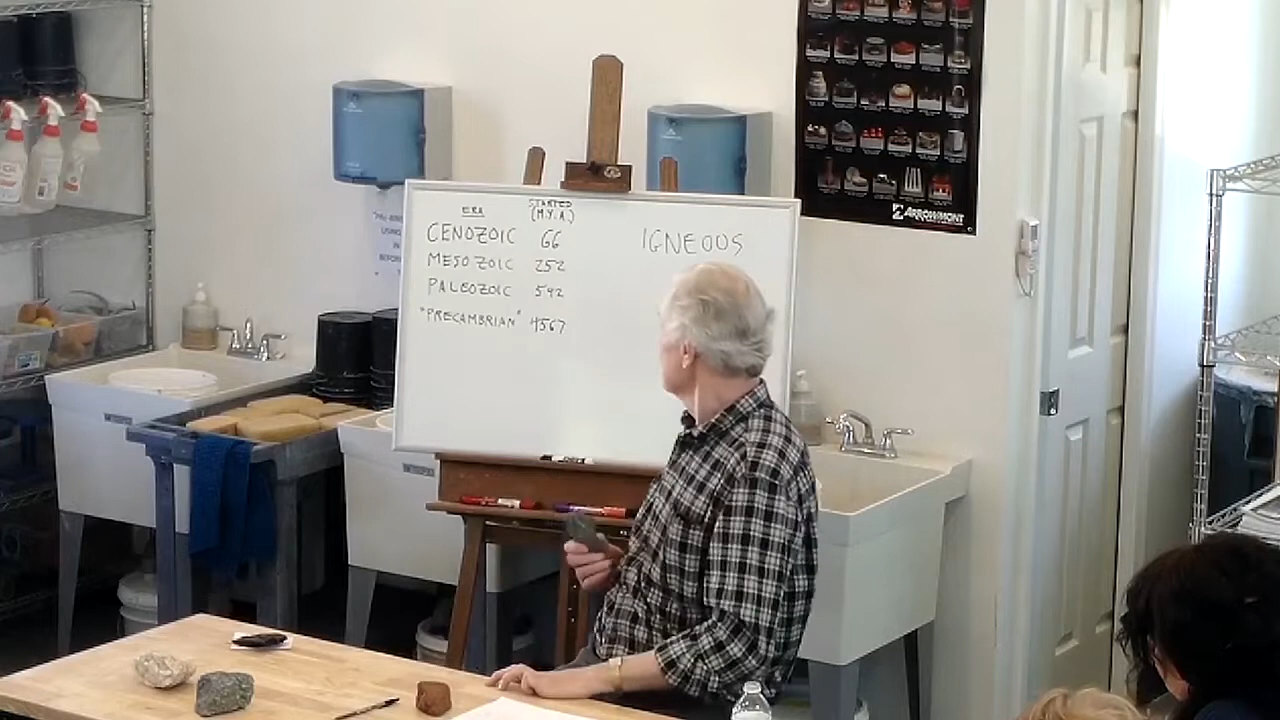 ERA STARTED (M.Y.A.)
CENOZOIC 66
MESOZOIC 252
PALEOZOIC 542
"PRECAMBRIAN" 4567
IGNEOUS
ARROWMONT